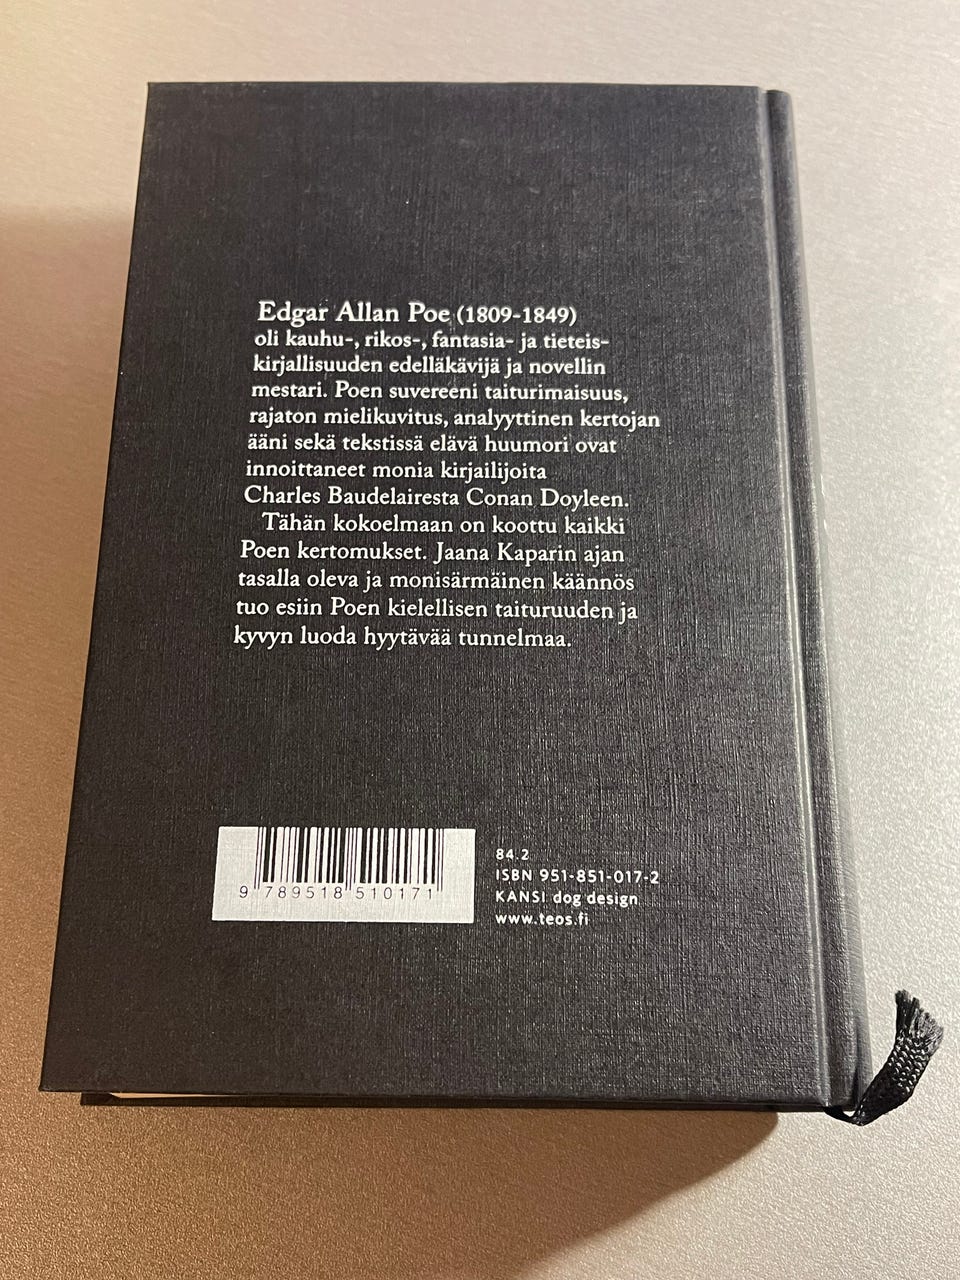 Edgar Allan Poe (1809-1849)
oli kauhu-, rikos-, fantasia- ja tieteis-
kirjallisuuden edelläkävijä ja novellin
mestari. Poen suvereeni taiturimaisuus,
rajaton mielikuvitus, analyyttinen kertojan
ääni sekä tekstissä elävä huumori ovat
innoittaneet monia kirjailijoita
Charles Baudelairesta Conan Doyleen.
Tähän kokoelmaan on koottu kaikki
Poen kertomukset. Jaana Kaparin ajan
tasalla oleva ja monisärmäinen käännös
tuo esiin Poen kielellisen taituruuden ja
kyvyn luoda hyytävää tunnelmaa.
9 789518 510171
84.2
ISBN 951-851-017-2
KANSI dog design
www.teos.fi